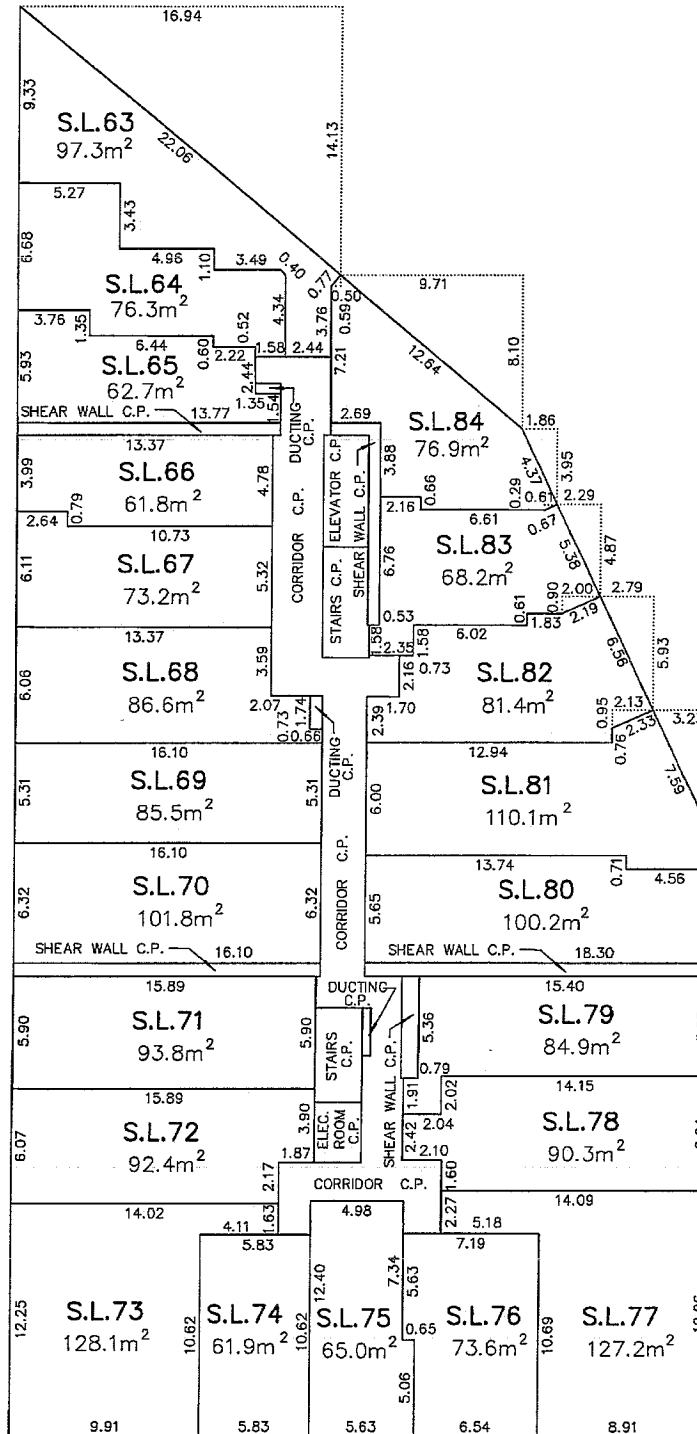 16.94
9.33
14.13
S.L.63
97.3m²
22.06
5.27
3.43
4.96
1.10
3.49
0.40
0.77
0.50
0.59
9.71
8.10
6.68
S.L.64
76.3m²
4.34
3.76
3.76
1.35
6.44
0.60
0.52
2.22
1.58
2.44
7.21
12.64
5.93
S.L.65
62.7m²
2.44
1.35
1.54
SHEAR WALL C.P.
13.77
DUCTING C.P.
2.69
S.L.84
76.9m²
1.86
3.95
4.37
13.37
3.99
S.L.66
61.8m²
4.78
ELEVATOR C.P.
SHEAR WALL C.P.
3.88
0.66
2.16
6.61
0.29
0.61
0.67
2.29
2.64
0.79
10.73
6.11
S.L.67
73.2m²
5.32
CORRIDOR C.P.
STAIRS C.P.
6.76
S.L.83
68.2m²
5.38
4.87
13.37
0.53
1.58
2.35
1.58
0.73
6.02
0.61
1.83
0.90
2.00
2.19
2.79
6.06
S.L.68
86.6m²
3.59
2.07
1.74
0.73
0.66
2.16
1.70
2.39
S.L.82
81.4m²
6.56
5.93
0.95
2.13
2.33
0.76
3.23
16.10
5.31
S.L.69
85.5m²
5.31
DUCTING
C.P.
12.94
6.00
S.L.81
110.1m²
7.59
16.10
6.32
S.L.70
101.8m²
6.32
CORRIDOR C.P.
13.74
0.71
4.56
5.65
S.L.80
100.2m²
SHEAR WALL C.P.
16.10
SHEAR WALL C.P.
18.30
15.89
5.90
S.L.71
93.8m²
5.90
DUCTING
C.P.
STAIRS
C.P.
15.40
5.36
S.L.79
84.9m²
15.89
0.79
14.15
6.07
S.L.72
92.4m²
3.90
1.87
ELEC.
ROOM
C.P.
SHEAR WALL C.P.
1.91
2.02
2.04
2.42
2.10
S.L.78
90.3m²
2.17
CORRIDOR C.P.
1.60
14.02
1.63
4.11
4.98
2.27
14.09
5.18
5.83
7.19
12.25
S.L.73
128.1m²
10.62
S.L.74
61.9m²
10.62
12.40
S.L.75
65.0m²
7.34
5.63
0.65
5.06
S.L.76
73.6m²
10.69
S.L.77
127.2m²
9.91
5.83
5.63
6.54
8.91